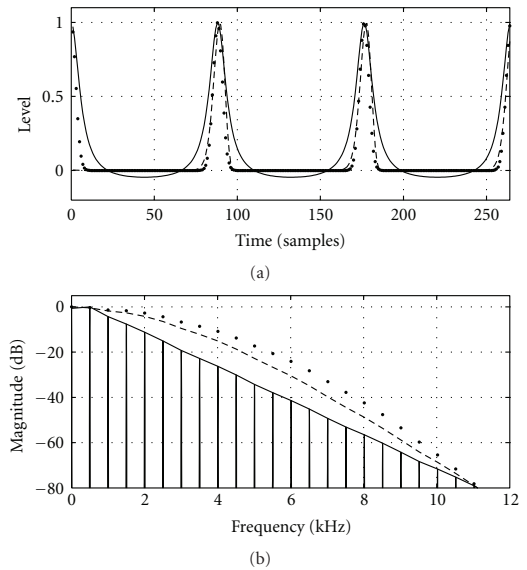 1
0.5
0
Level
0 50 100 150 200 250
Time (samples)
(a)
0
−20
−40
−60
−80
Magnitude (dB)
0 2 4 6 8 10 12
Frequency (kHz)
(b)